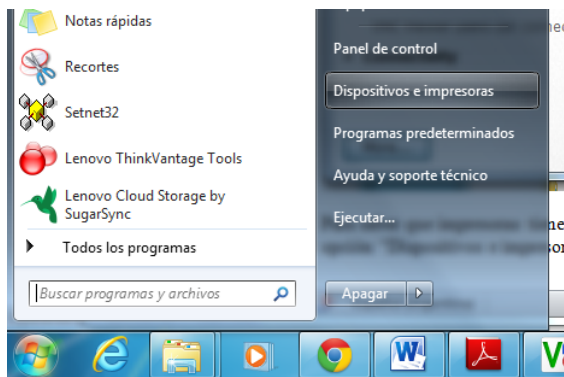 Notas rápidas
Recortes
Setnet32
Lenovo ThinkVantage Tools
Lenovo Cloud Storage by
SugarSync
Todos los programas
Buscar programas y archivos
Panel de control
Dispositivos e impresoras
Programas predeterminados
Ayuda y soporte técnico
Ejecutar...
Apagar